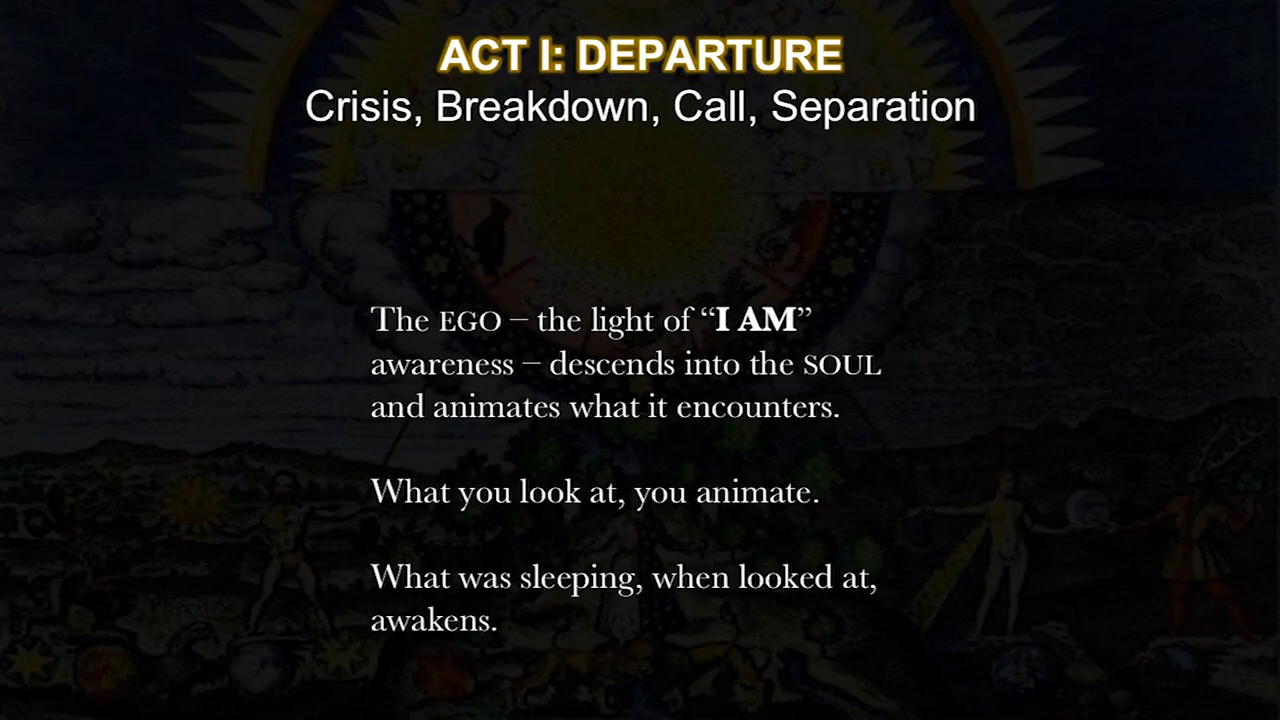 ACT I: DEPARTURE
Crisis, Breakdown, Call, Separation
The EGO – the light of “I AM”
awareness – descends into the SOUL
and animates what it encounters.
What you look at, you animate.
What was sleeping, when looked at,
awakens.